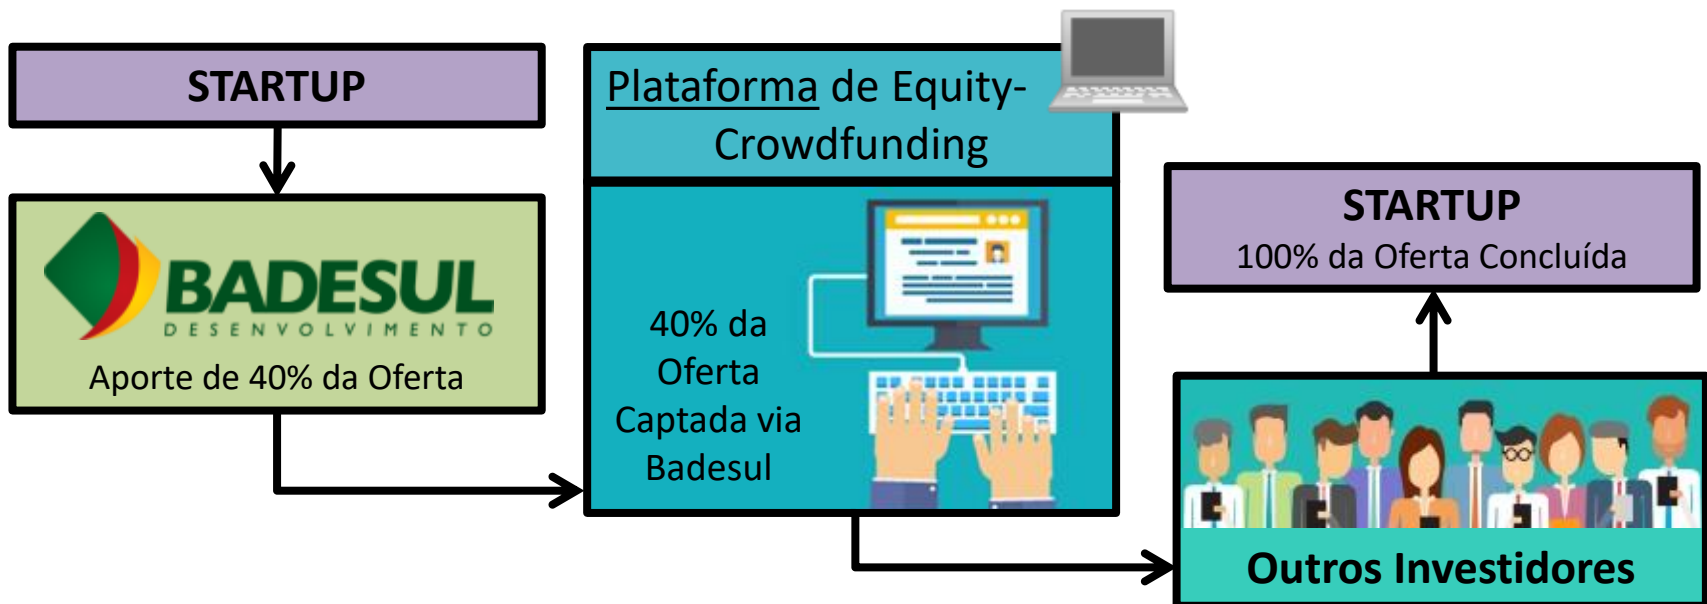 STARTUP
BADESUL
DESENVOLVIMENTO
Aporte de 40% da Oferta
Plataforma de Equity-
Crowdfunding
40% da
Oferta
Captada via
Badesul
STARTUP
100% da Oferta Concluída
Outros Investidores